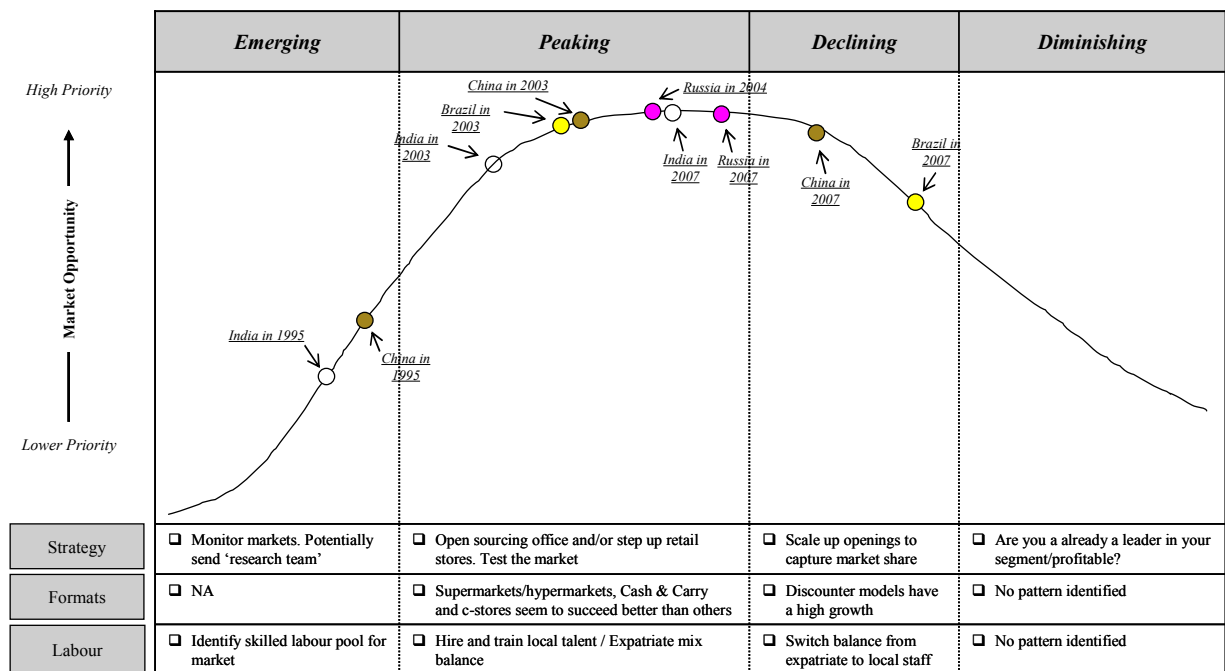 Emerging
Peaking
Declining
Diminishing
High Priority
Market Opportunity
Lower Priority
China in 2003
Russia in 2004
Brazil in
2003
India in
2003
India in
2007
Russia in
2007
China in
2007
Brazil in
2007
India in 1995
China in
1995
Strategy
❑ Monitor markets. Potentially
send ‘research team’
❑ Open sourcing office and/or step up retail
stores. Test the market
❑ Scale up openings to
capture market share
❑ Are you a already a leader in your
segment/profitable?
Formats
❑ NA
❑ Supermarkets/hypermarkets, Cash & Carry
and c-stores seem to succeed better than others
❑ Discounter models have
a high growth
❑ No pattern identified
Labour
❑ Identify skilled labour pool for
market
❑ Hire and train local talent / Expatriate mix
balance
❑ Switch balance from
expatriate to local staff
❑ No pattern identified